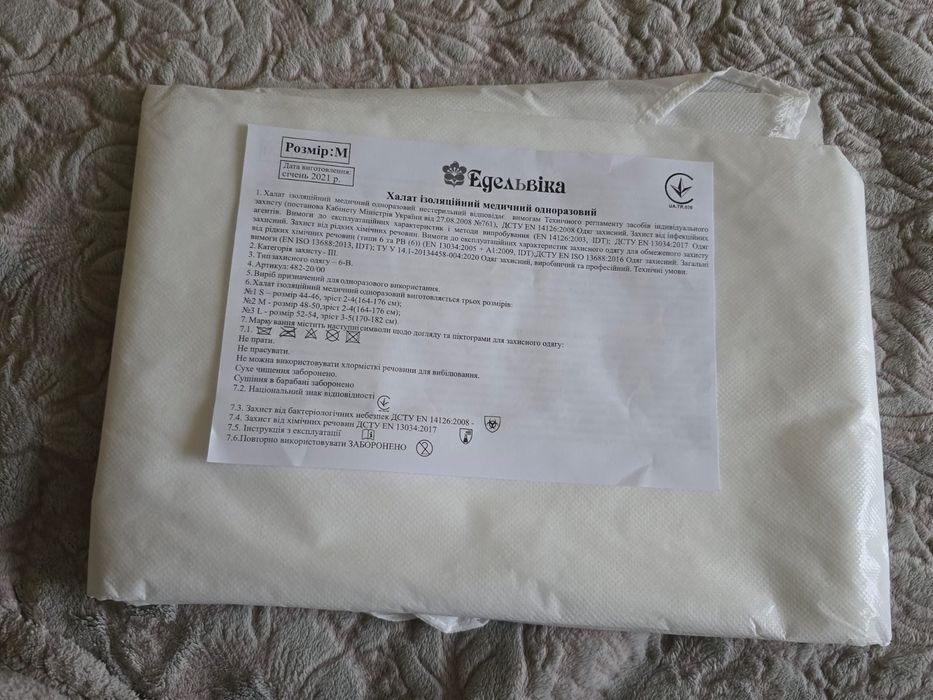 Розмір:М
Дата виготовлення:
січень 2021 р.
Едельвіка
UA.TR.039
Халат ізоляційний медичний одноразовий
1. Халат ізоляційний медичний одноразовий нестерильний відповідає вимогам Технічного регламенту засобів індивідуального
захисту (постанова Кабінету Міністрів України від 27.08.2008 №761), ДСТУ EN 14126:2008 Одяг захисний. Захист від інфекційних
агентів. Вимоги до експлуатаційних характеристик і методи випробування (EN 14126:2003, IDT); ДСТУ EN 13034:2017 Одяг
захисний. Захист від рідких хімічних речовин. Вимоги до експлуатаційних характеристик захисного одягу для обмеженого захисту
від рідких хімічних речовин (типи 6 та РВ (6)) (EN 13034:2005 + A1:2009, IDT);ДСТУ EN ISO 13688:2016 Одяг захисний. Загальні
вимоги (EN ISO 13688:2013, IDT); ТУ У 14.1-20134458-004:2020 Одяг захисний, виробничий та професійний. Технічні умови.
2. Категорія захисту- III.
3. Тип захисного одягу – 6-В.
4. Артикул: 482-20/00
5. Виріб призначений для одноразового використання.
6. Халат ізоляційний медичний одноразовий виготовляється трьох розмірів:
№1 S – розмір 44-46, зріст 2-4(164-176 см);
№2 М - розмір 48-50,зріст 2-4(164-176 см);
№3 L - розмір 52-54, зріст 3-5(170-182 см).
7. Маркування містить наступні символи щодо догляду та піктограми для захисного одягу:
7.1.
Не прати.
Не прасувати.
Не можна використовувати хлормісткі речовини для вибілювання.
Сухе чищення заборонено.
Сушіння в барабані заборонено
7.2. Національний знак відповідності
7.3. Захист від бактеріологічних небезпек ДСТУ EN 14126:2008 -
7.4. Захист від хімічних речовин ДСТУ EN 13034:2017
7.5. Інструкція з експлуатації
7.6.Повторно використовувати ЗАБОРОНЕНО